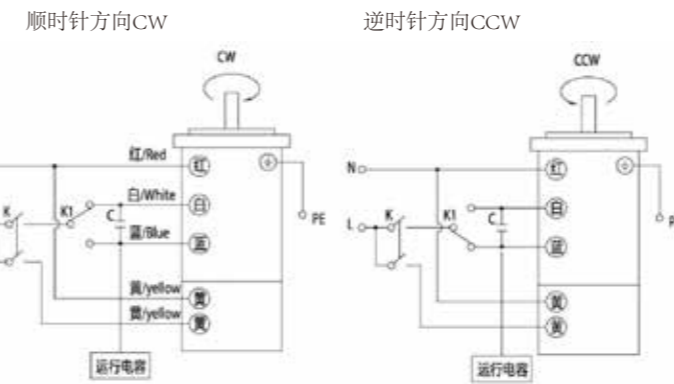 顺时针方向CW
逆时针方向CCW
CW
红/Red
红
白/White
白
K
K1
C
蓝/Blue
蓝
PE
黄/yellow
黄
黄/yellow
黄
运行电容
CCW
N
红
白
L
K
K1
C
蓝
黄
黄
运行电容